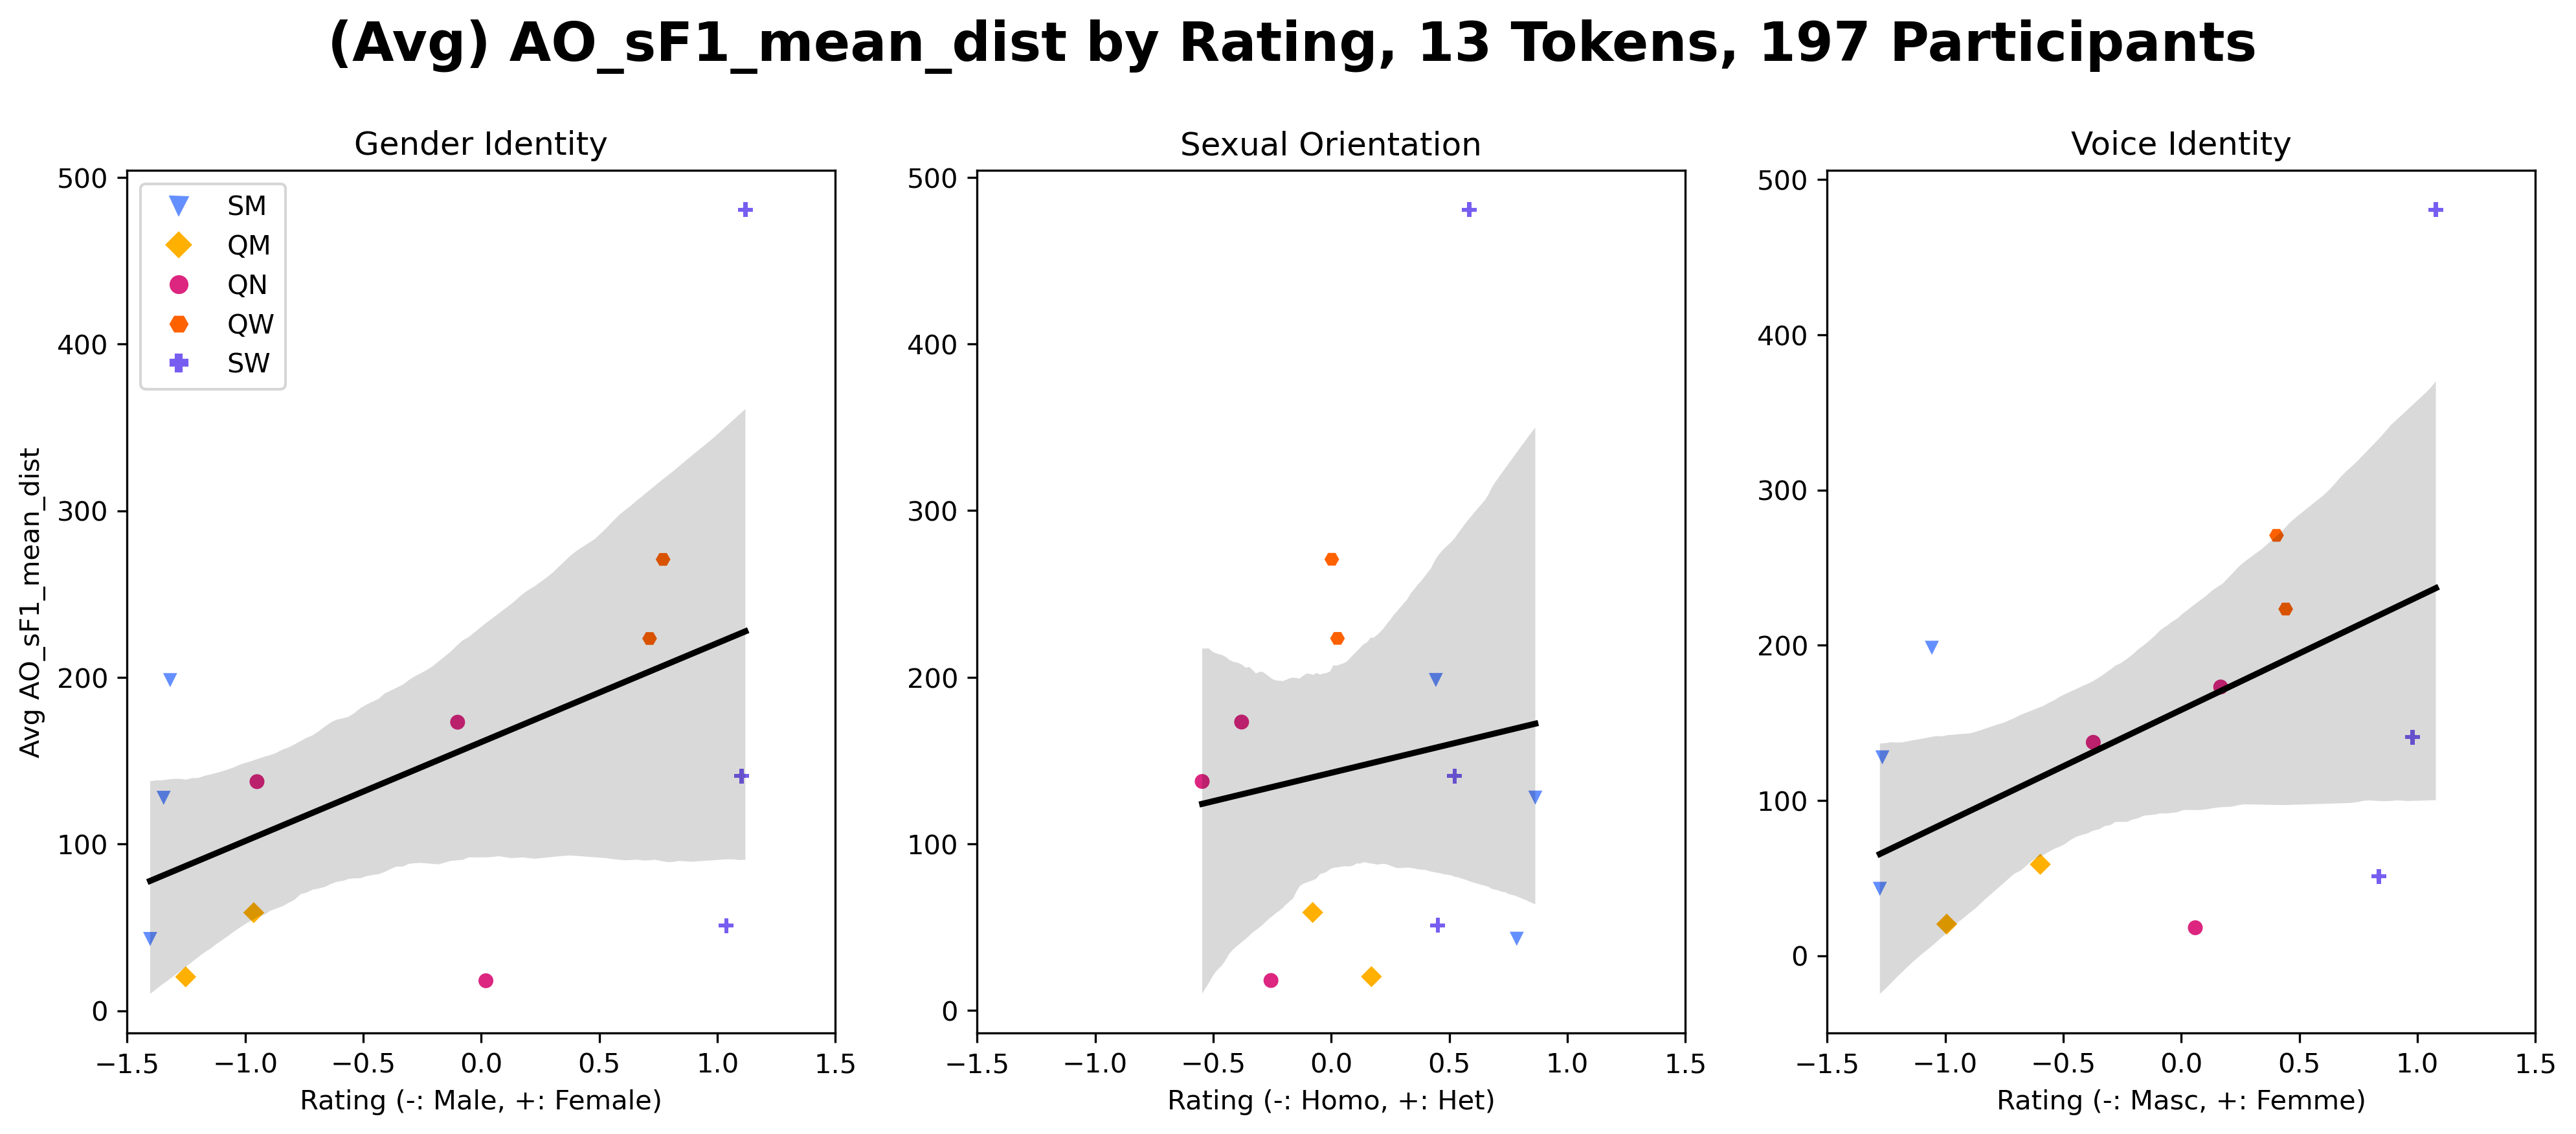 (Avg) AO_sF1_mean_dist by Rating, 13 Tokens, 197 Participants
Gender Identity
Sexual Orientation
Voice Identity
Avg AO_sF1_mean_dist
500
400
300
200
100
0
SM
QM
QN
QW
SW
−1.5 −1.0 −0.5 0.0 0.5 1.0 1.5
Rating (-: Male, +: Female)
500
400
300
200
100
0
−1.5 −1.0 −0.5 0.0 0.5 1.0 1.5
Rating (-: Homo, +: Het)
500
400
300
200
100
0
−1.5 −1.0 −0.5 0.0 0.5 1.0 1.5
Rating (-: Masc, +: Femme)